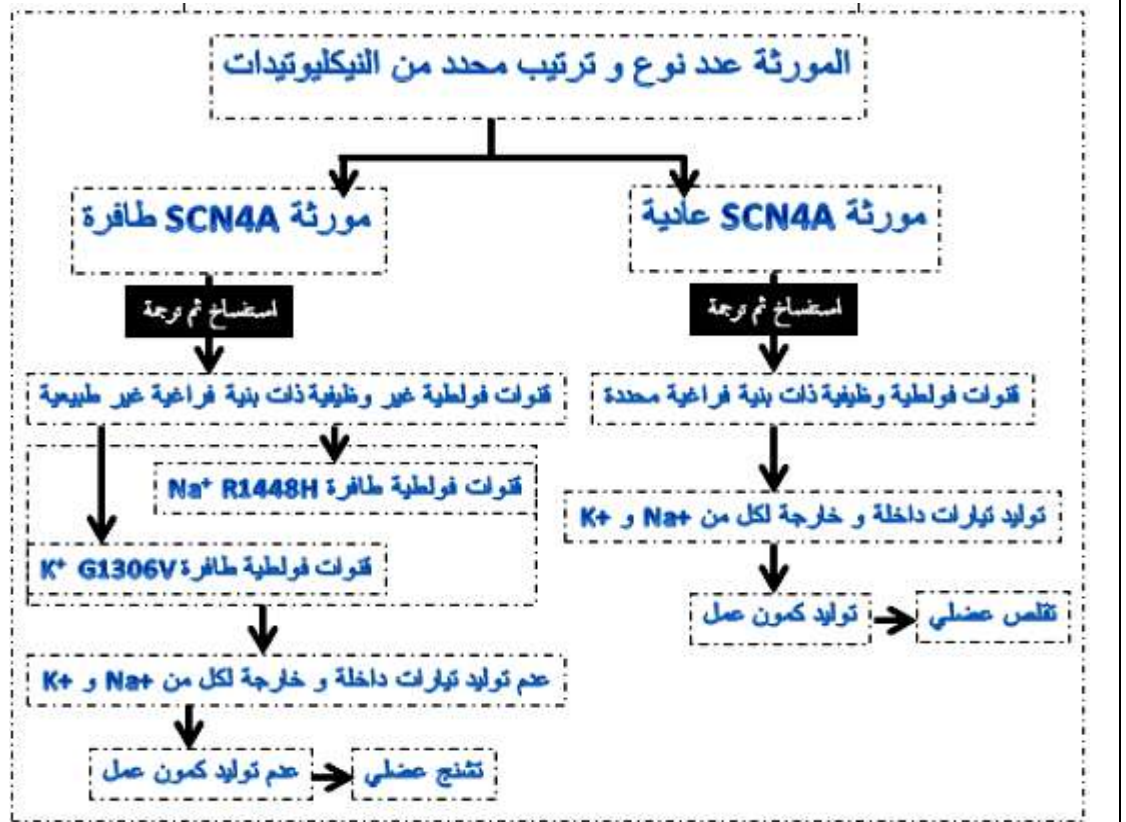 المورثة عدد نوع و ترتيب محدد من النيكليوتيدات
مورثة SCN4A عادية
مورثة SCN4A طافرة
استنساخ ثم ترجمة
استنساخ ثم ترجمة
قنوات فولطية وظيفية ذات بنية فراغية محددة
قنوات فولطية غير وظيفية ذات بنية فراغية غير طبيعية
قنوات فولطية طافرة Na⁺ R1448H
توليد تيارات داخلة و خارجة لكل من Na+ و K+
قنوات فولطية طافرة K⁺ G1306V
توليد كمون عمل
تقلص عضلي
عدم توليد تيارات داخلة و خارجة لكل من Na+ و K+
عدم توليد كمون عمل
تشنج عضلي